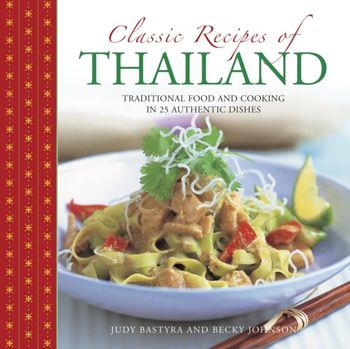 Classic Recipes of
THAILAND
TRADITIONAL FOOD AND COOKING
IN 25 AUTHENTIC DISHES
JUDY BASTYRA AND BECKY JOHNSON